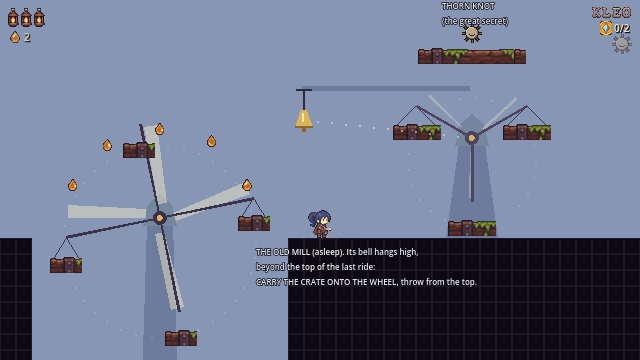 THORN KNOT
(the great secret)
KLEO
0/2
2
THE OLD MILL (asleep). Its bell hangs high,
beyond the top of the last ride:
CARRY THE CRATE ONTO THE WHEEL, throw from the top.